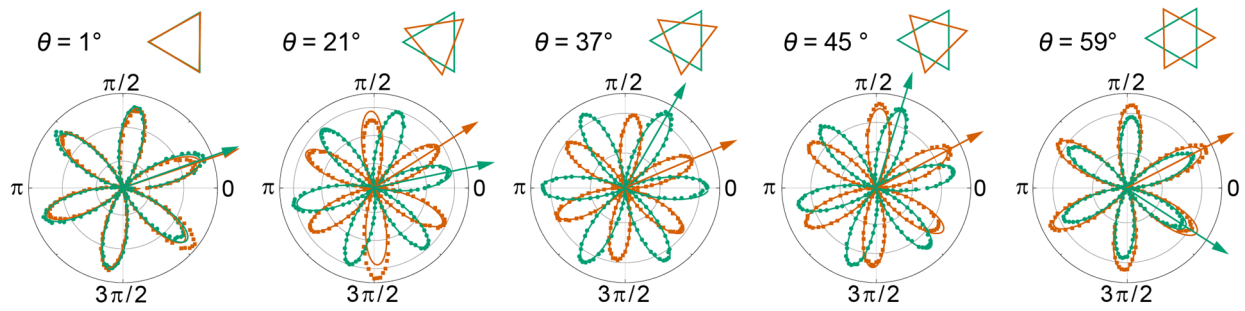 θ = 1°
θ = 21°
θ = 37°
θ = 45 °
θ = 59°
π/2
π/2
π/2
π/2
π/2
π
0
π
0
π
0
π
0
π
0
3π/2
3π/2
3π/2
3π/2
3π/2